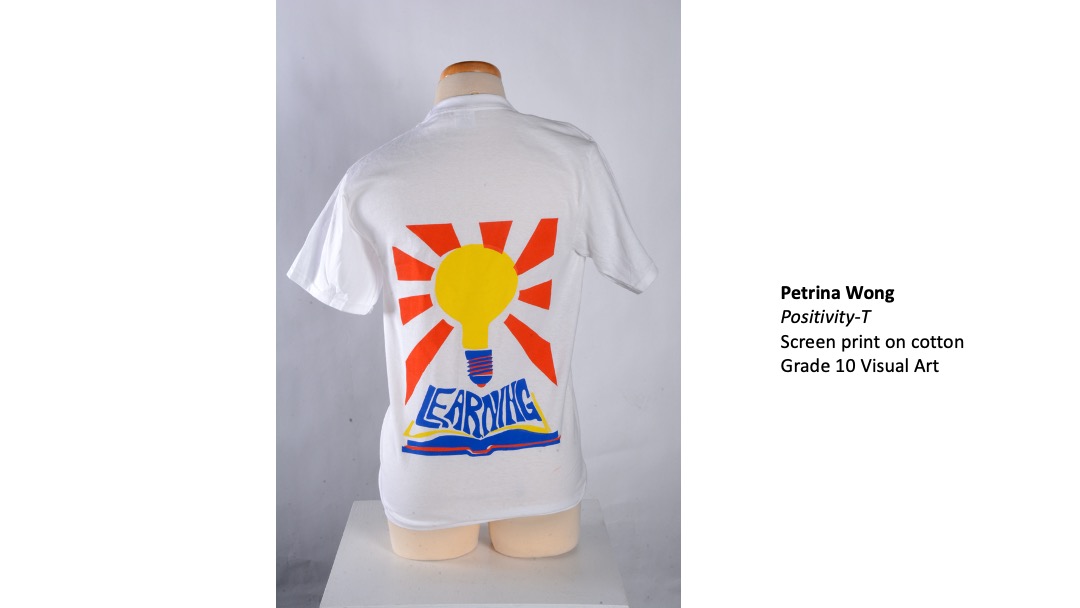 LEARNING
Petrina Wong
Positivity-T
Screen print on cotton
Grade 10 Visual Art